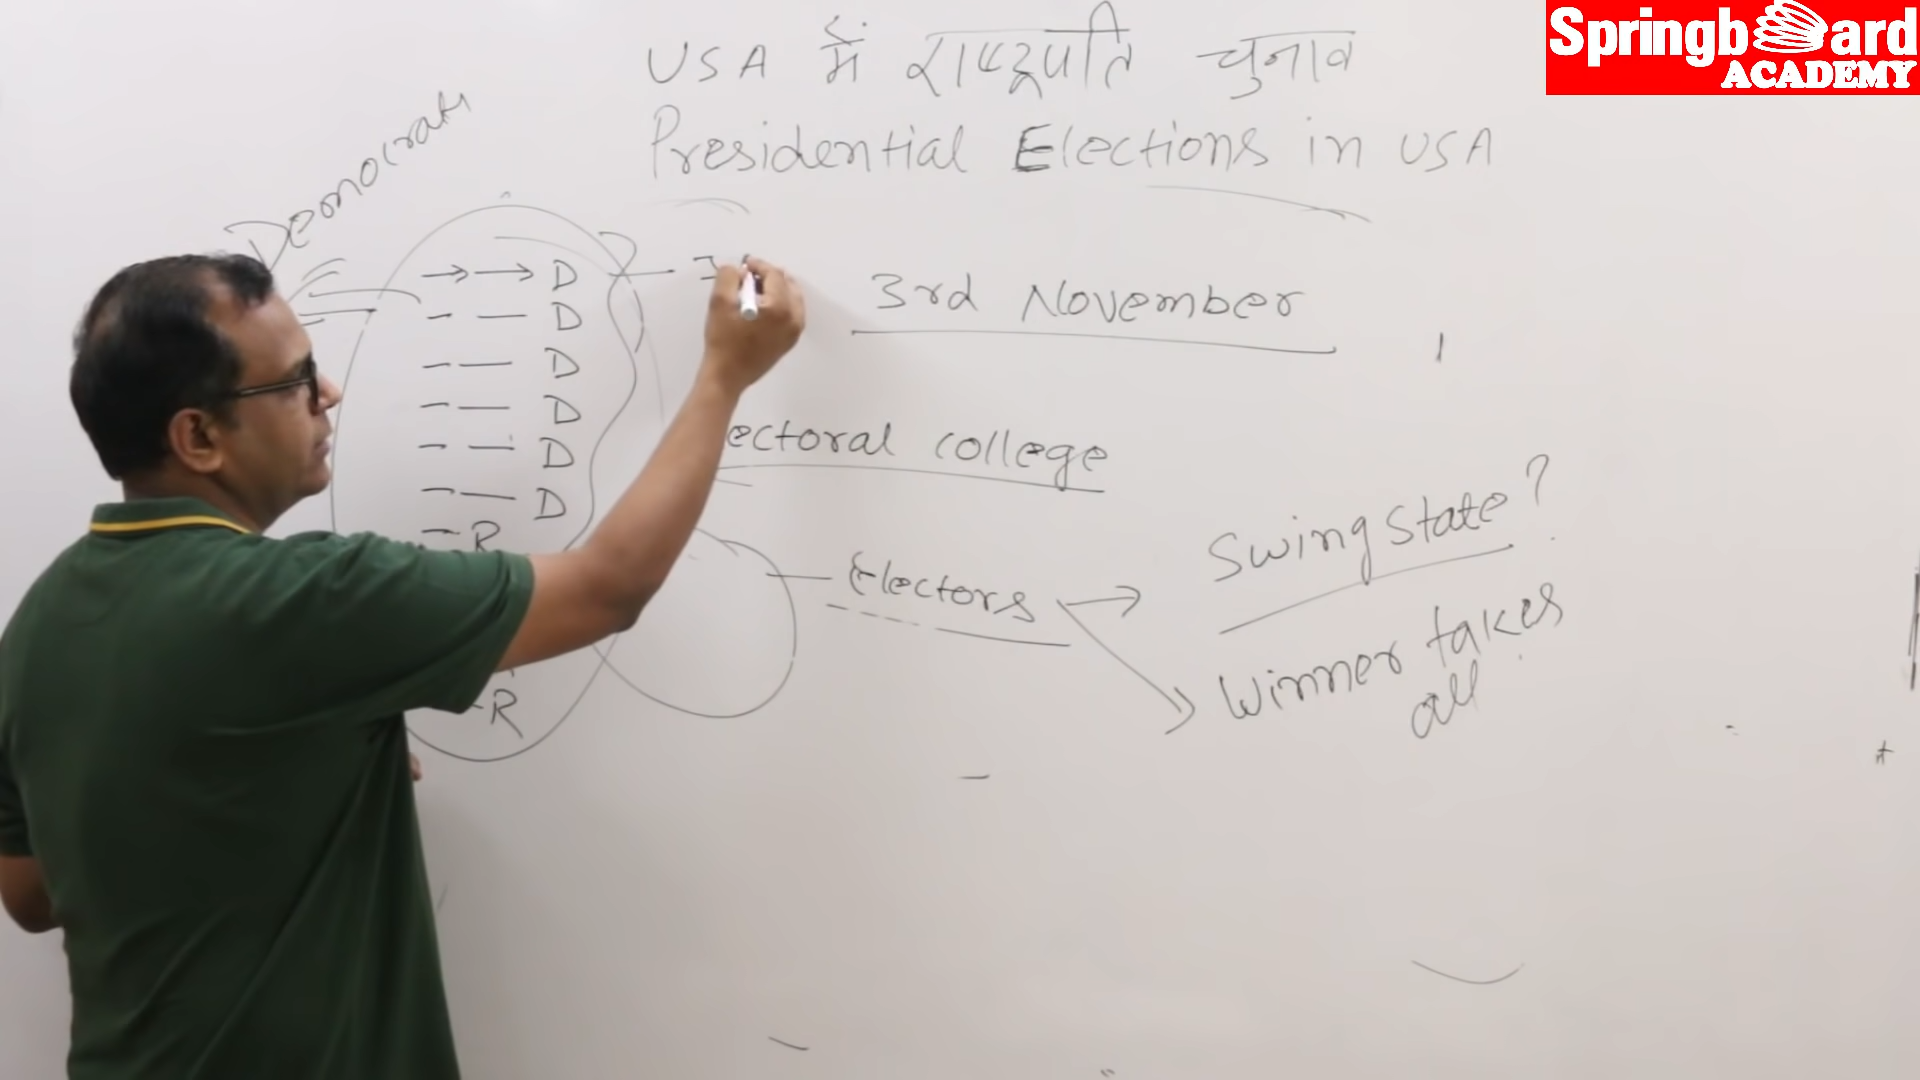 Springboard
ACADEMY
USA में राष्ट्रपति चुनाव
Presidential Elections in USA
Democrats
→→ D
3rd November
- — D
- — D
- — D
- — D
- — D
- R
- R
ectoral college
Electors
Swing State?
Winner takes
all